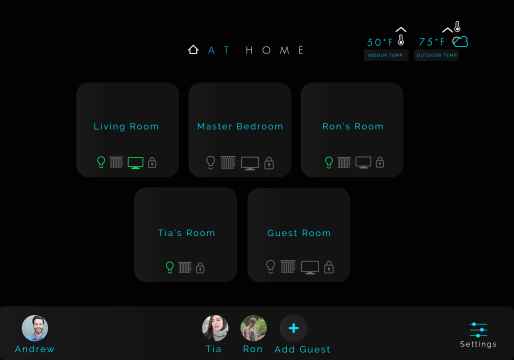 AT HOME
50°F
75°F
INDOOR TEMP
OUTDOOR TEMP
Living Room
Master Bedroom
Ron's Room
Tia's Room
Guest Room
Andrew
Tia
Ron
Add Guest
Settings